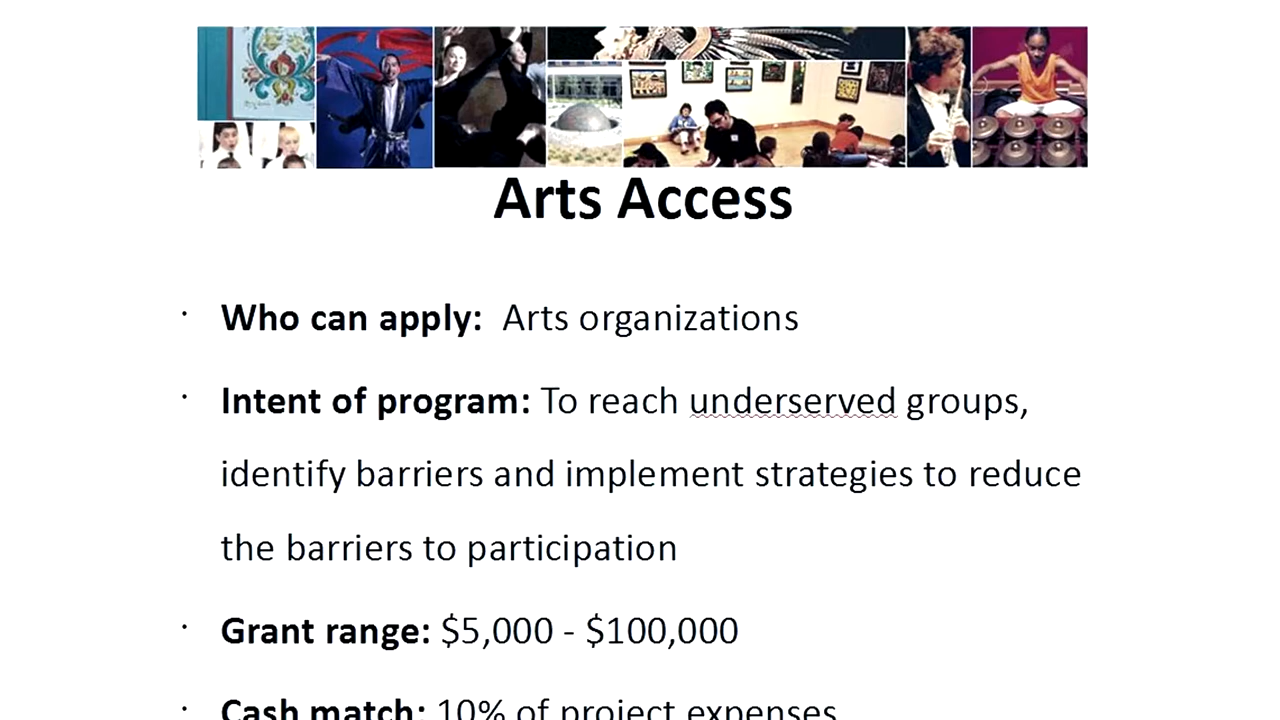 Arts Access
· Who can apply: Arts organizations
· Intent of program: To reach underserved groups,
identify barriers and implement strategies to reduce
the barriers to participation
· Grant range: $5,000 - $100,000
· Cash match: 10% of project expenses